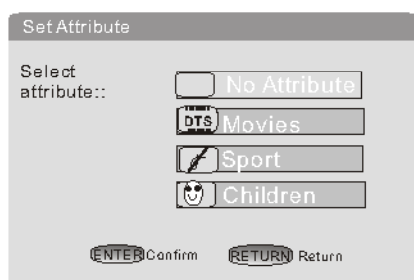 Set Attribute
Select
attribute::
No Attribute
DTS Movies
Sport
Children
ENTER Confirm RETURN Return